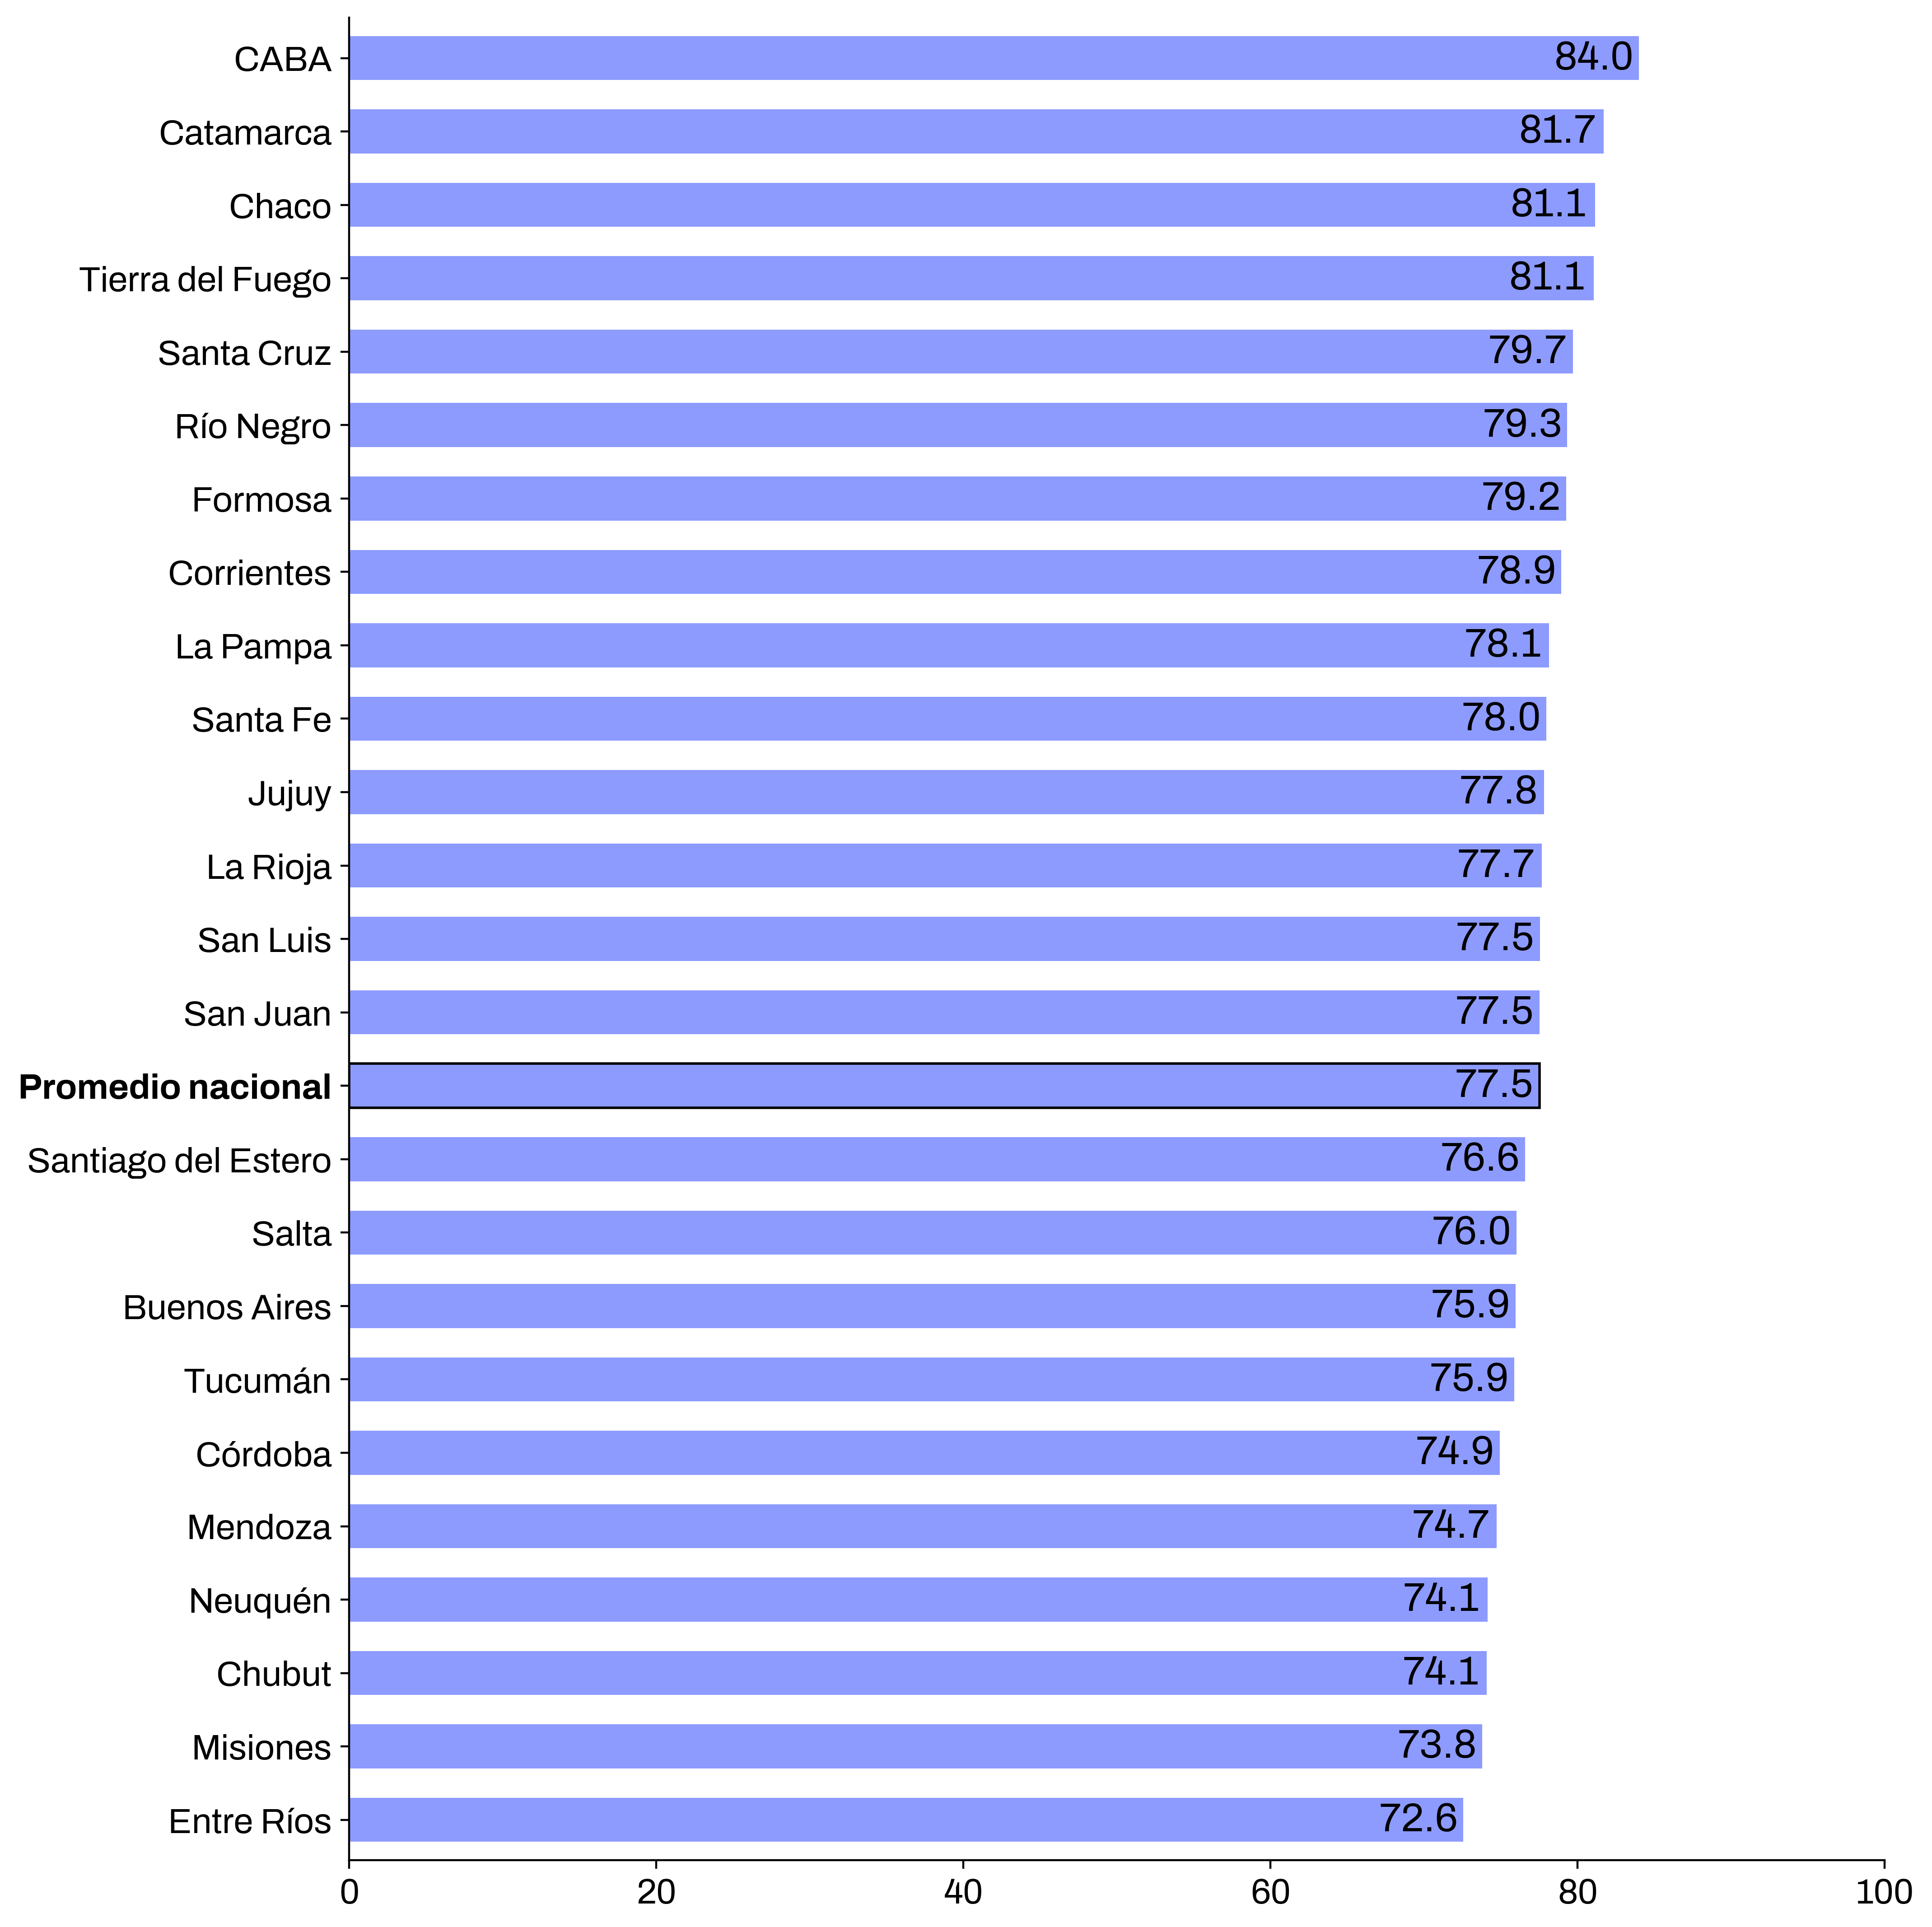 CABA 84.0
Catamarca 81.7
Chaco 81.1
Tierra del Fuego 81.1
Santa Cruz 79.7
Río Negro 79.3
Formosa 79.2
Corrientes 78.9
La Pampa 78.1
Santa Fe 78.0
Jujuy 77.8
La Rioja 77.7
San Luis 77.5
San Juan 77.5
Promedio nacional 77.5
Santiago del Estero 76.6
Salta 76.0
Buenos Aires 75.9
Tucumán 75.9
Córdoba 74.9
Mendoza 74.7
Neuquén 74.1
Chubut 74.1
Misiones 73.8
Entre Ríos 72.6
0 20 40 60 80 100